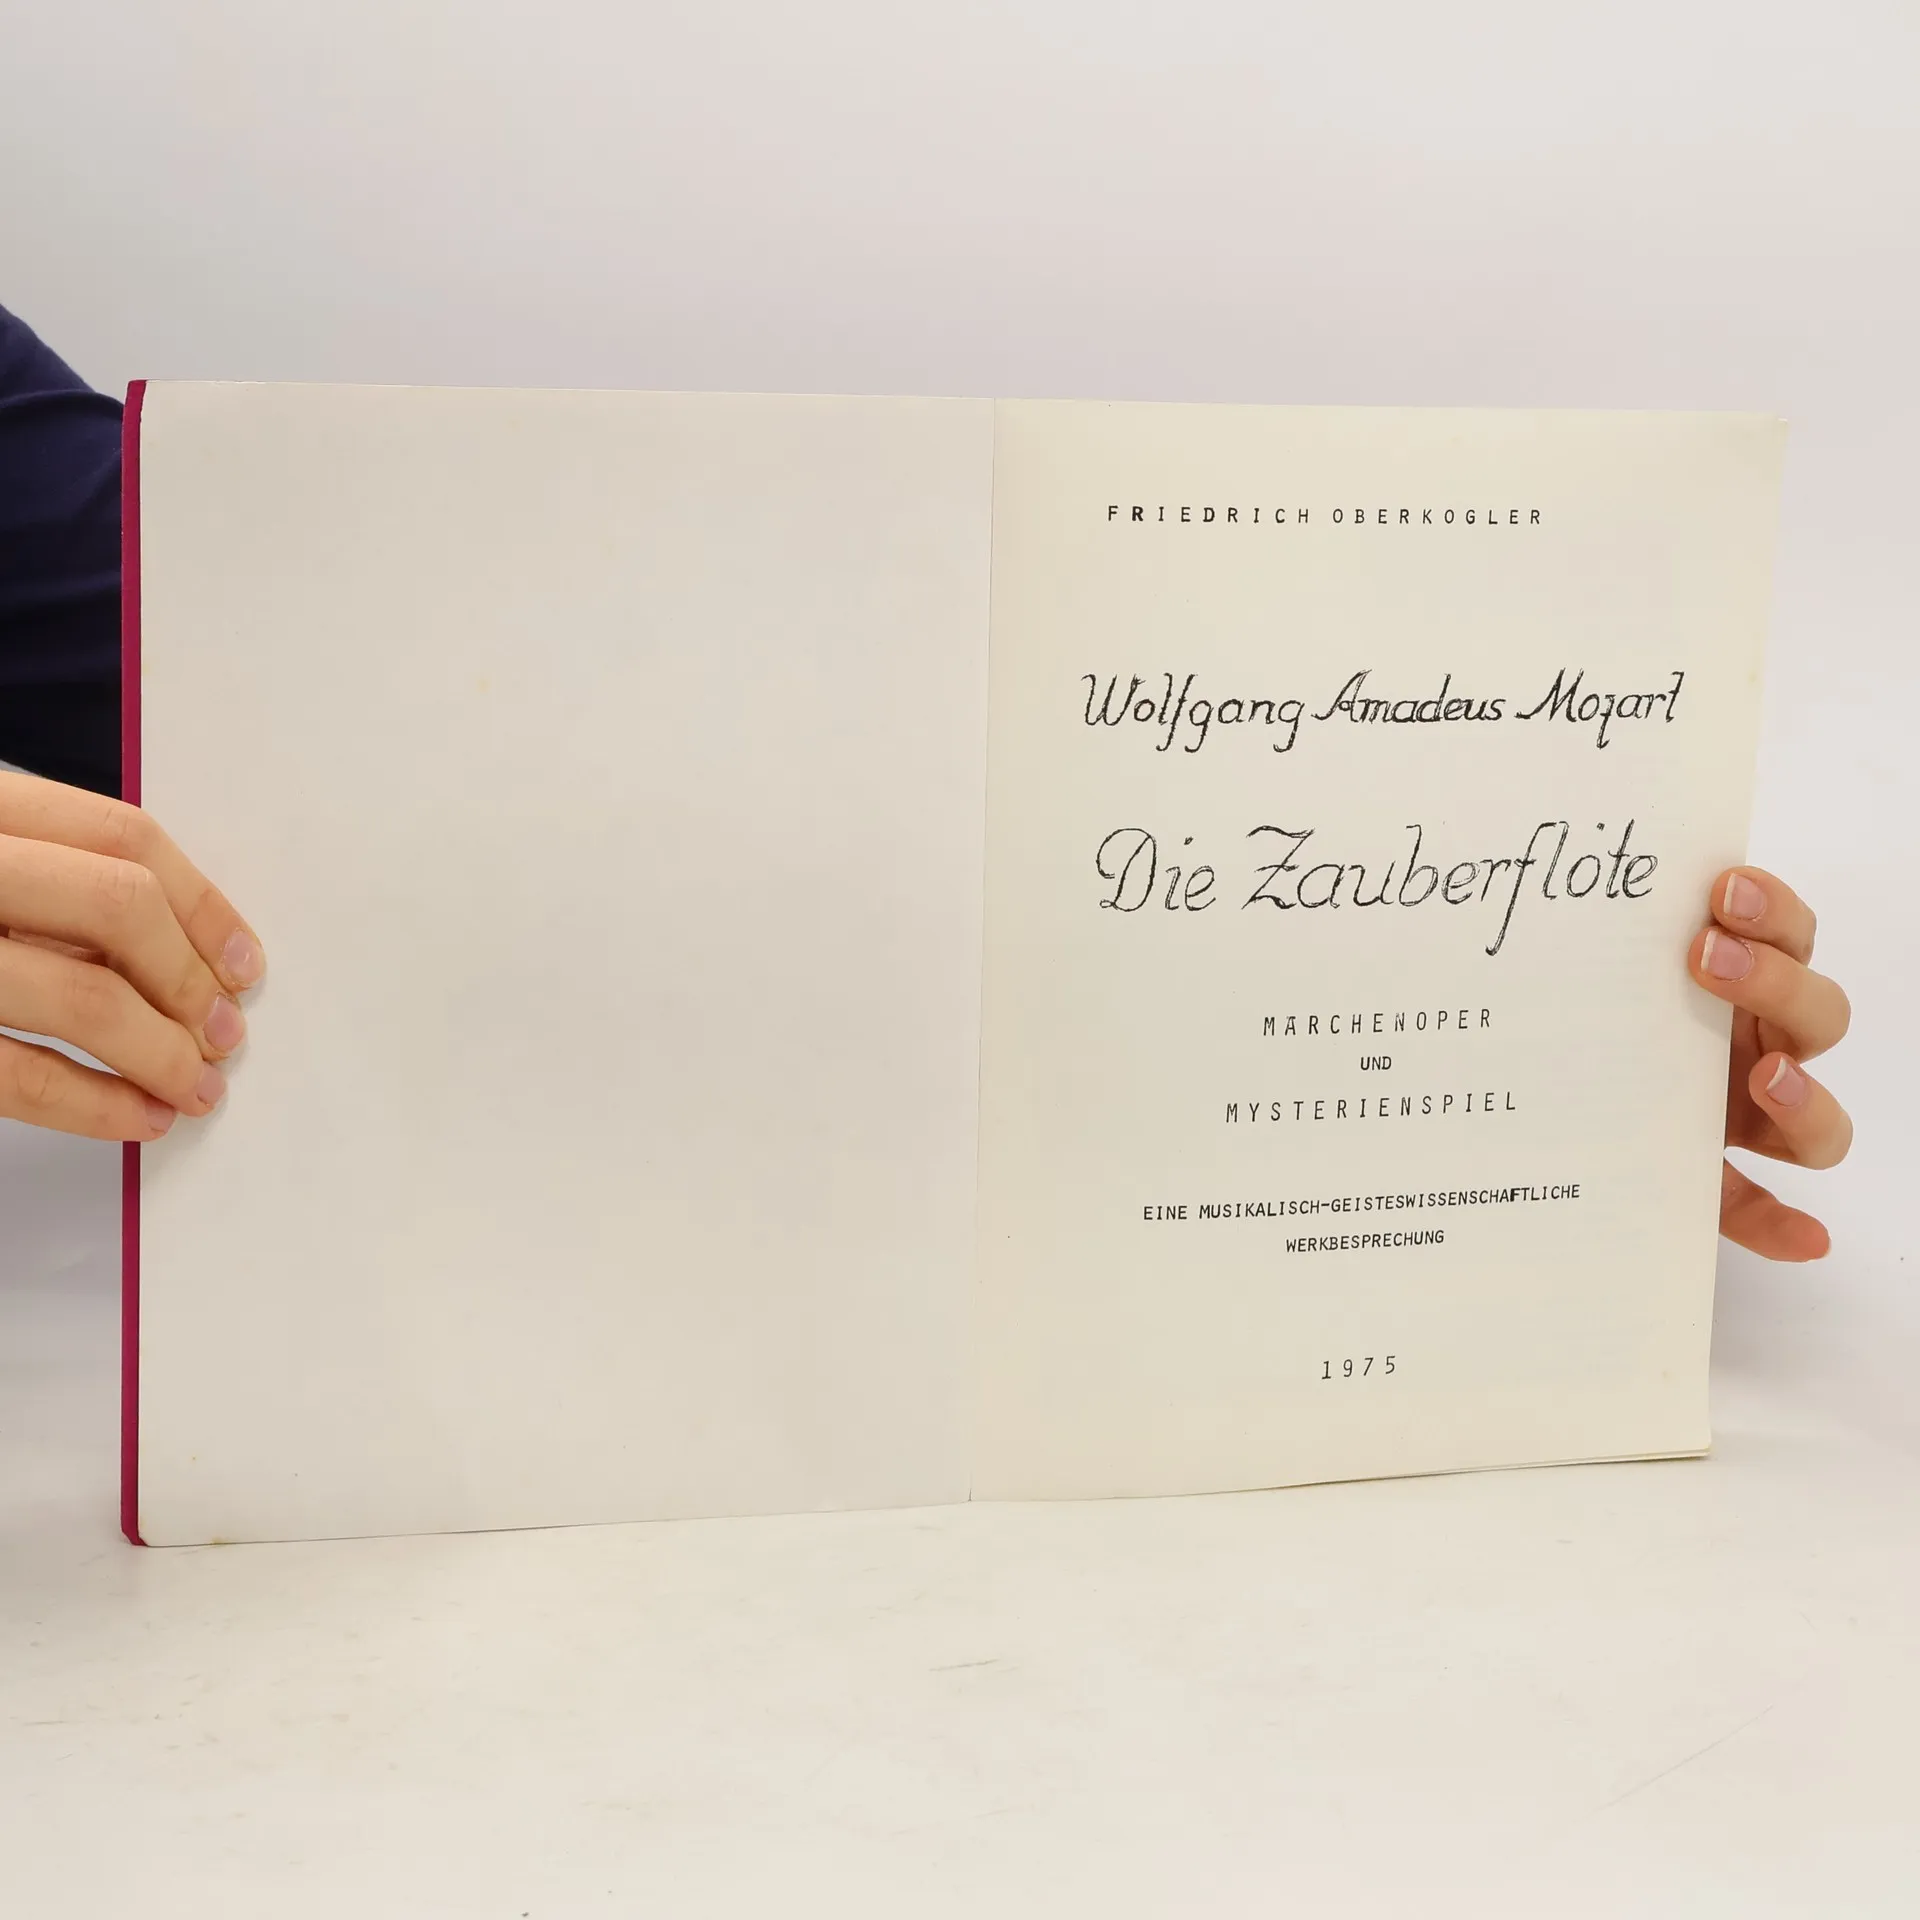 FRIEDRICH OBERKOGLER
Wolfgang Amadeus Mozart
Die Zauberflöte
MÄRCHENOPER
UND
MYSTERIENSPIEL
EINE MUSIKALISCH-GEISTESWISSENSCHAFTLICHE
WERKBESPRECHUNG
1975